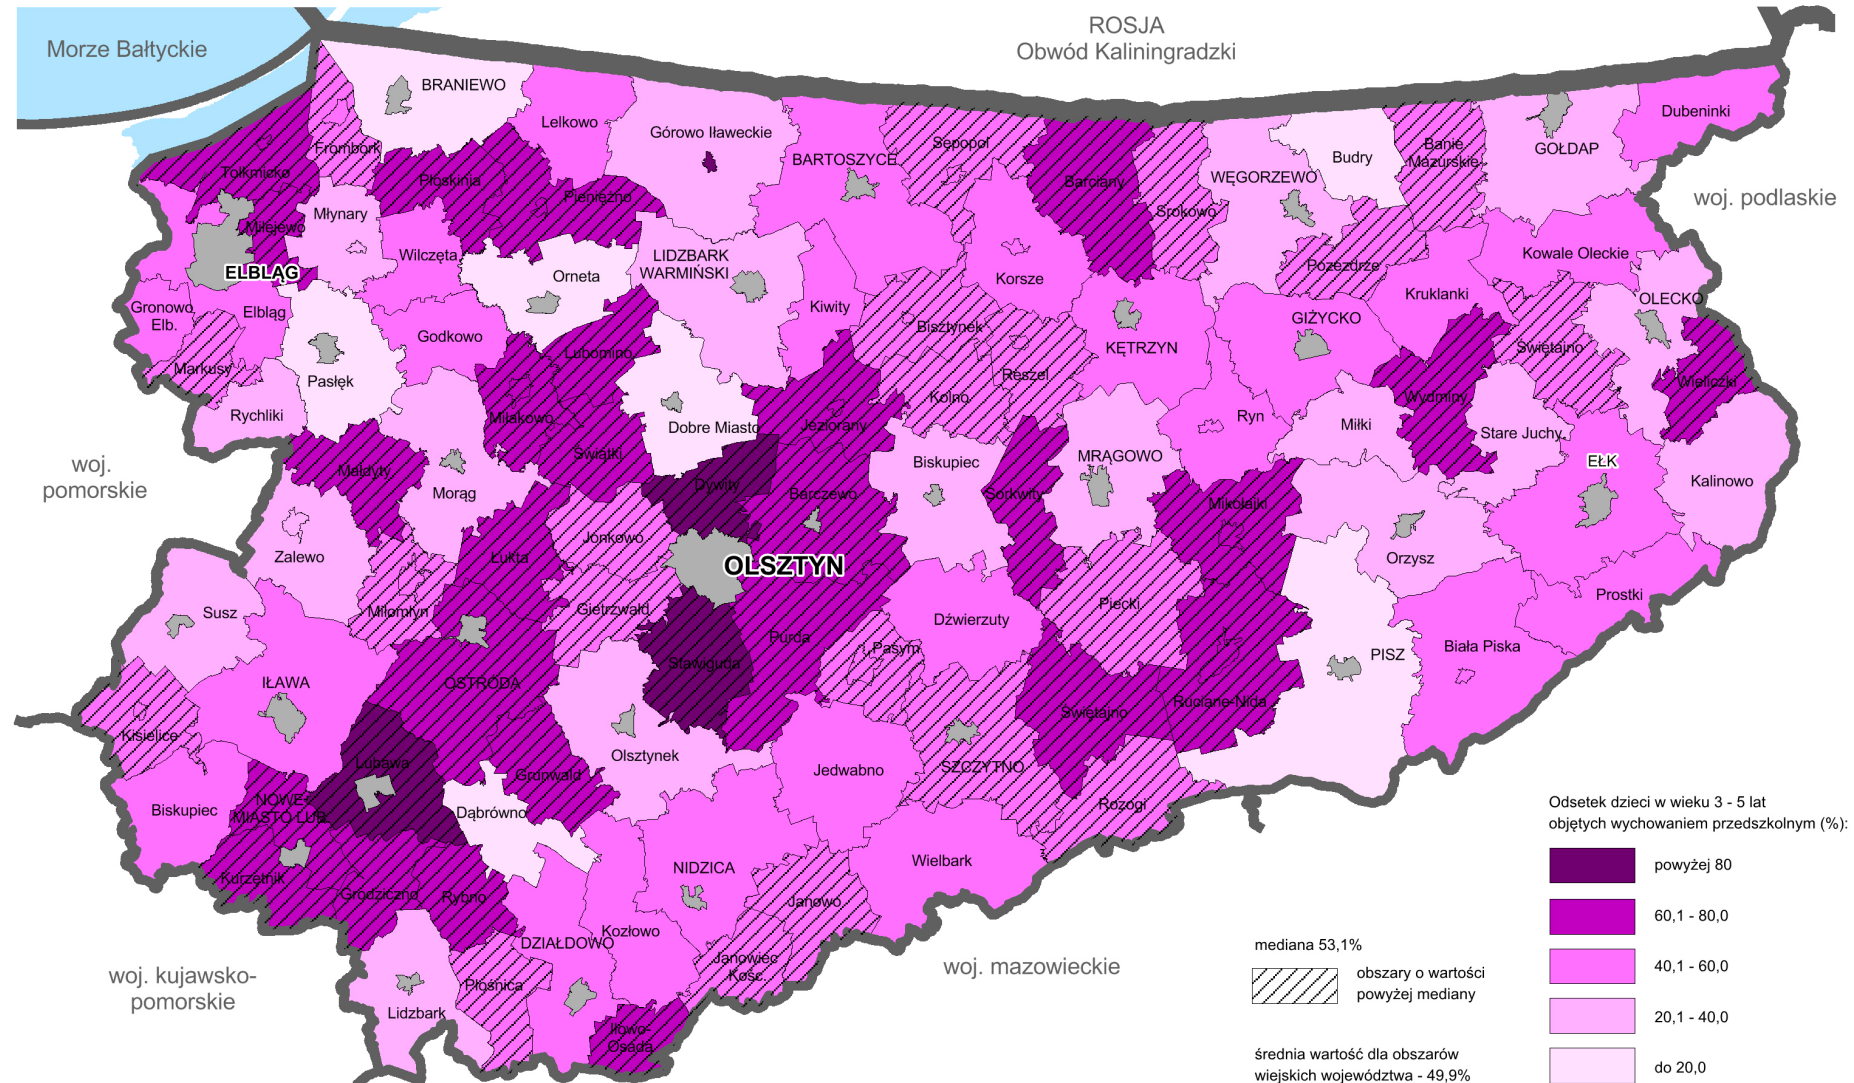 Morze Bałtyckie
ROSJA
Obwód Kaliningradzki
BRANIEWO
Lelkowo
Górowo Iławeckie
BARTOSZYCE
Sępopol
Barciany
Srokowo
WĘGORZEWO
Budry
Banie
Mazurskie
GOŁDAP
Dubeninki
woj. podlaskie
Frombork
Tolkmicko
Płoskinia
Pieniężno
Młynary
Milejewo
Wilczęta
ELBLĄG
Orneta
LIDZBARK
WARMIŃSKI
Kiwity
Korsze
Pozezdrze
Kowale Oleckie
Kruklanki
OLECKO
Gronowo
Elb.
Elbląg
Godkowo
Markusy
Pasłęk
Rychliki
Lubomino
Bisztynek
Reszel
Kolno
KĘTRZYN
GIŻYCKO
Świętajno
Wieliczki
Wydminy
Miłakowo
Dobre Miasto
Jeziorany
Świątki
Ryn
Miłki
Stare Juchy
EŁK
Kalinowo
woj.
pomorskie
Małdyty
Morąg
Dywity
Barczewo
Biskupiec
Sorkwity
MRĄGOWO
Mikołajki
Zalewo
Łukta
Jonkowo
OLSZTYN
Orzysz
Susz
Miłomłyn
Gietrzwałd
Purda
Dźwierzuty
Piecki
Prostki
Biała Piska
PISZ
Pasym
Stawiguda
IŁAWA
OSTRÓDA
Kisielice
Świętajno
Ruciane-Nida
Olsztynek
Lubawa
Grunwald
Jedwabno
SZCZYTNO
Rozogi
Biskupiec
NOWE
MIASTO LUB.
Dąbrówno
Kurzętnik
Grodziczno
Rybno
NIDZICA
Wielbark
Janowo
Kozłowo
DZIAŁDOWO
Janowiec
Kośc.
Płośnica
Lidzbark
Iłowo-
Osada
woj. kujawsko-
pomorskie
woj. mazowieckie
mediana 53,1%
obszary o wartości
powyżej mediany
średnia wartość dla obszarów
wiejskich województwa - 49,9%
Odsetek dzieci w wieku 3 - 5 lat
objętych wychowaniem przedszkolnym (%):
powyżej 80
60,1 - 80,0
40,1 - 60,0
20,1 - 40,0
do 20,0